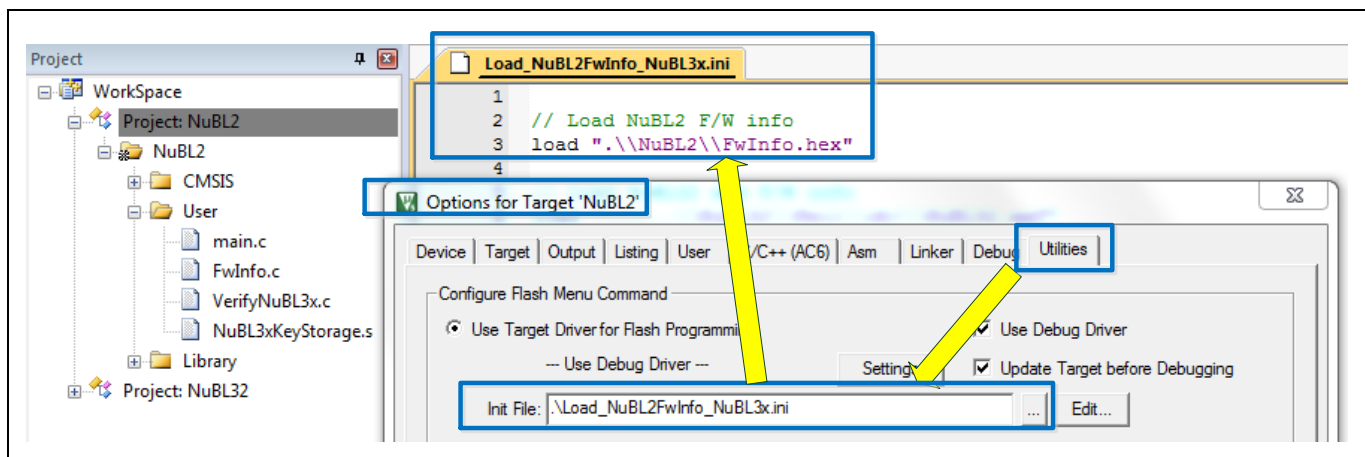 Project
WorkSpace
Project: NuBL2
NuBL2
CMSIS
User
main.c
FwInfo.c
VerifyNuBL3x.c
NuBL3xKeyStorage.s
Library
Project: NuBL32
Load_NuBL2FwInfo_NuBL3x.ini
1
2 // Load NuBL2 F/W info
3 load ".\\NuBL2\\FwInfo.hex"
4
Options for Target 'NuBL2'
Device Target Output Listing User /C++ (AC6) Asm Linker Debug Utilities
Configure Flash Menu Command
Use Target Driver for Flash Programmi Use Debug Driver
--- Use Debug Driver --- Setting Update Target before Debugging
Init File: .\Load_NuBL2FwInfo_NuBL3x.ini ... Edit...